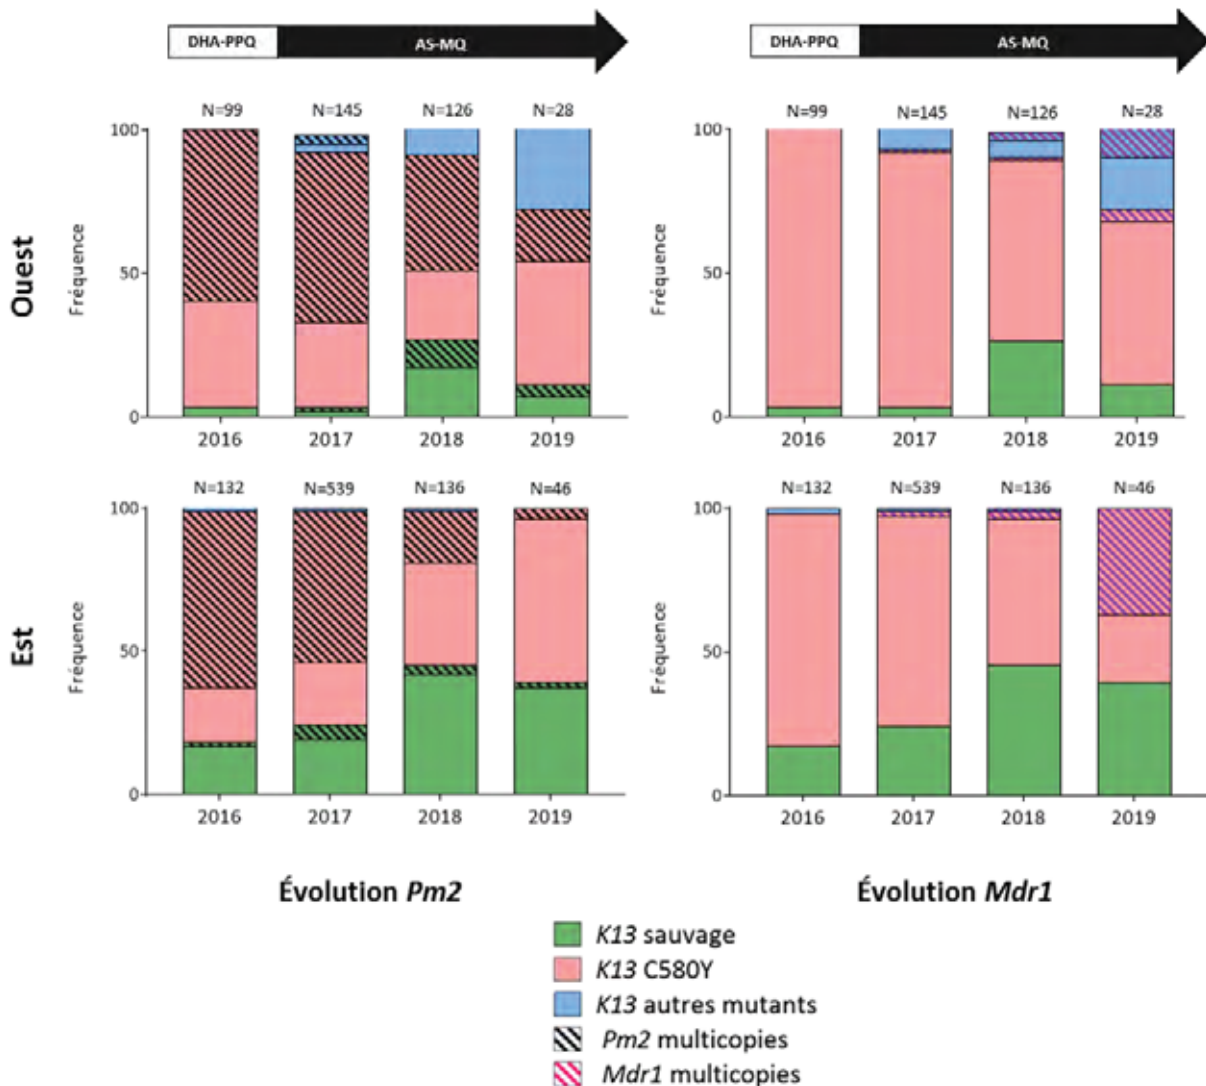 DHA-PPQ AS-MQ DHA-PPQ AS-MQ
N=99 N=145 N=126 N=28 N=99 N=145 N=126 N=28
Ouest
Fréquence
100
50
0
2016 2017 2018 2019
Fréquence
100
50
0
2016 2017 2018 2019
N=132 N=539 N=136 N=46 N=132 N=539 N=136 N=46
Est
Fréquence
100
50
0
2016 2017 2018 2019
Fréquence
100
50
0
2016 2017 2018 2019
Évolution Pm2 Évolution Mdr1
K13 sauvage
K13 C580Y
K13 autres mutants
Pm2 multicopies
Mdr1 multicopies